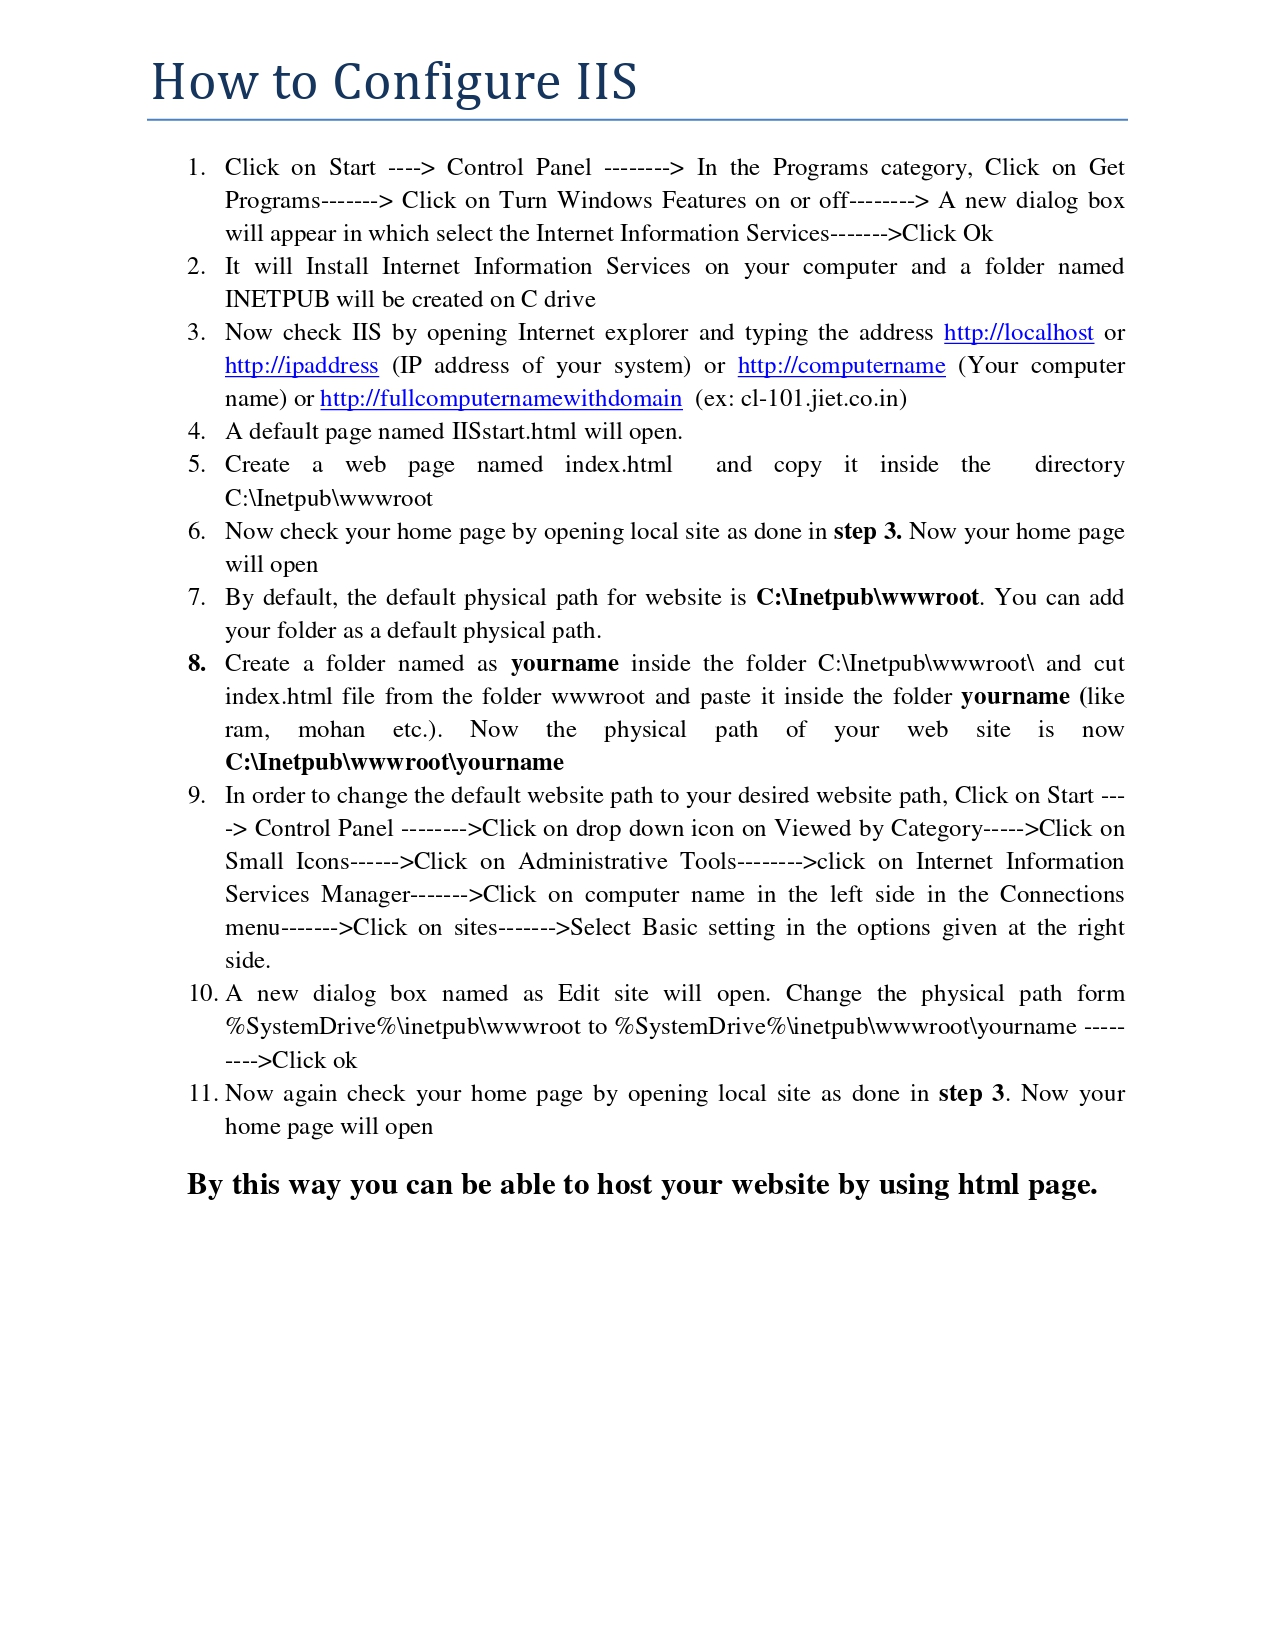 How to Configure IIS
1. Click on Start ----> Control Panel --------> In the Programs category, Click on Get
Programs-------> Click on Turn Windows Features on or off--------> A new dialog box
will appear in which select the Internet Information Services------->Click Ok
2. It will Install Internet Information Services on your computer and a folder named
INETPUB will be created on C drive
3. Now check IIS by opening Internet explorer and typing the address http://localhost or
http://ipaddress (IP address of your system) or http://computername (Your computer
name) or http://fullcomputernamewithdomain (ex: cl-101.jiet.co.in)
4. A default page named IISstart.html will open.
5. Create a web page named index.html and copy it inside the directory
C:\Inetpub\wwwroot
6. Now check your home page by opening local site as done in step 3. Now your home page
will open
7. By default, the default physical path for website is C:\Inetpub\wwwroot. You can add
your folder as a default physical path.
8. Create a folder named as yourname inside the folder C:\Inetpub\wwwroot\ and cut
index.html file from the folder wwwroot and paste it inside the folder yourname (like
ram, mohan etc.). Now the physical path of your web site is now
C:\Inetpub\wwwroot\yourname
9. In order to change the default website path to your desired website path, Click on Start ---
-> Control Panel -------->Click on drop down icon on Viewed by Category----->Click on
Small Icons------>Click on Administrative Tools-------->click on Internet Information
Services Manager------->Click on computer name in the left side in the Connections
menu------->Click on sites------->Select Basic setting in the options given at the right
side.
10. A new dialog box named as Edit site will open. Change the physical path form
%SystemDrive%\inetpub\wwwroot to %SystemDrive%\inetpub\wwwroot\yourname -----
---->Click ok
11. Now again check your home page by opening local site as done in step 3. Now your
home page will open
By this way you can be able to host your website by using html page.